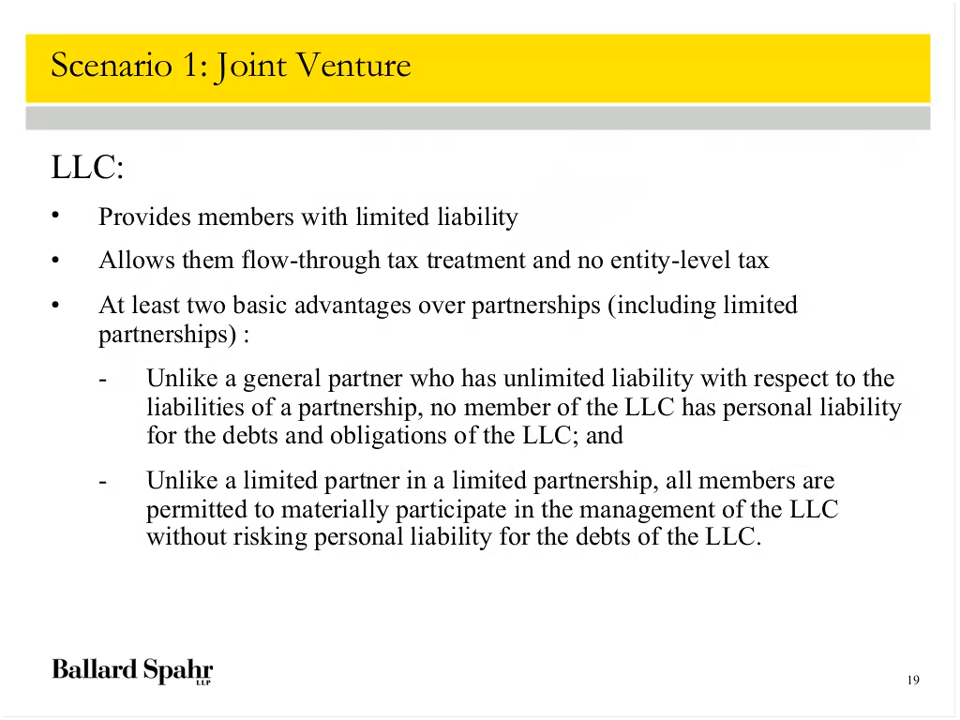 Scenario 1: Joint Venture
LLC:
• Provides members with limited liability
• Allows them flow-through tax treatment and no entity-level tax
• At least two basic advantages over partnerships (including limited
partnerships) :
- Unlike a general partner who has unlimited liability with respect to the
liabilities of a partnership, no member of the LLC has personal liability
for the debts and obligations of the LLC; and
- Unlike a limited partner in a limited partnership, all members are
permitted to materially participate in the management of the LLC
without risking personal liability for the debts of the LLC.
Ballard Spahr
LLP
19